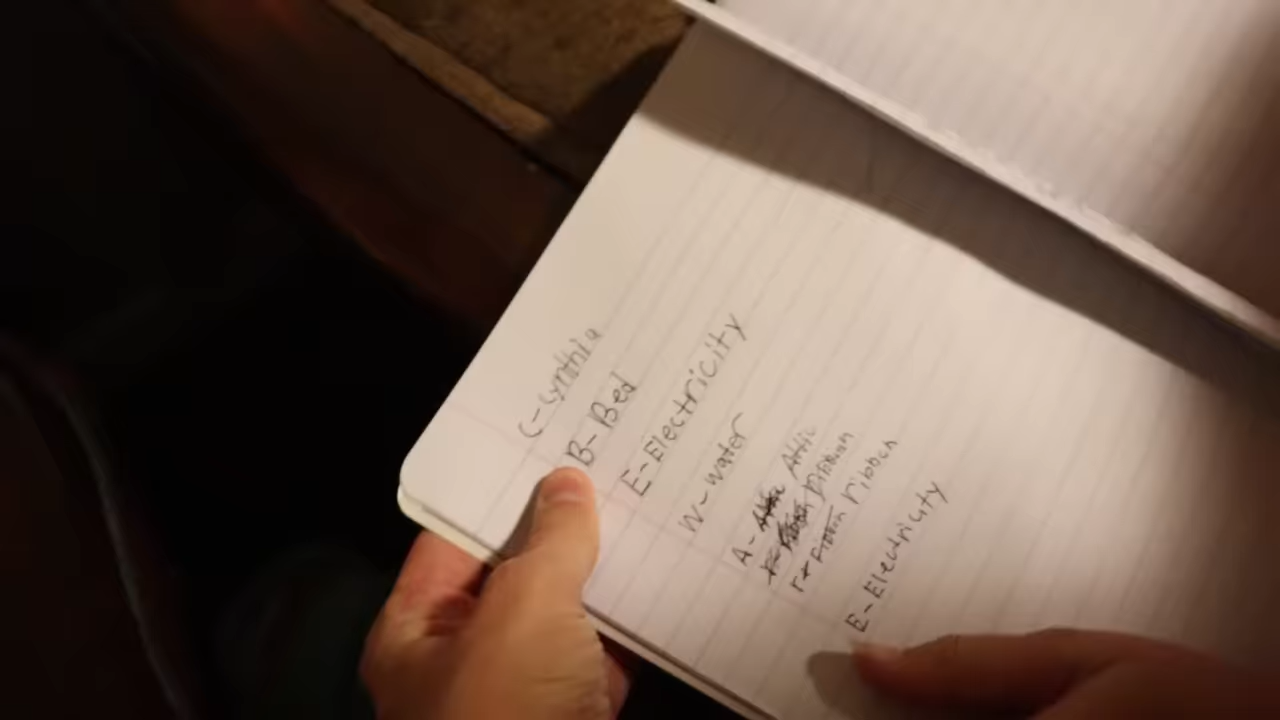 C - Cynthia
B - Bed
E - Electricity
W - water
A - Attic
r - ribbon
E - Electricity